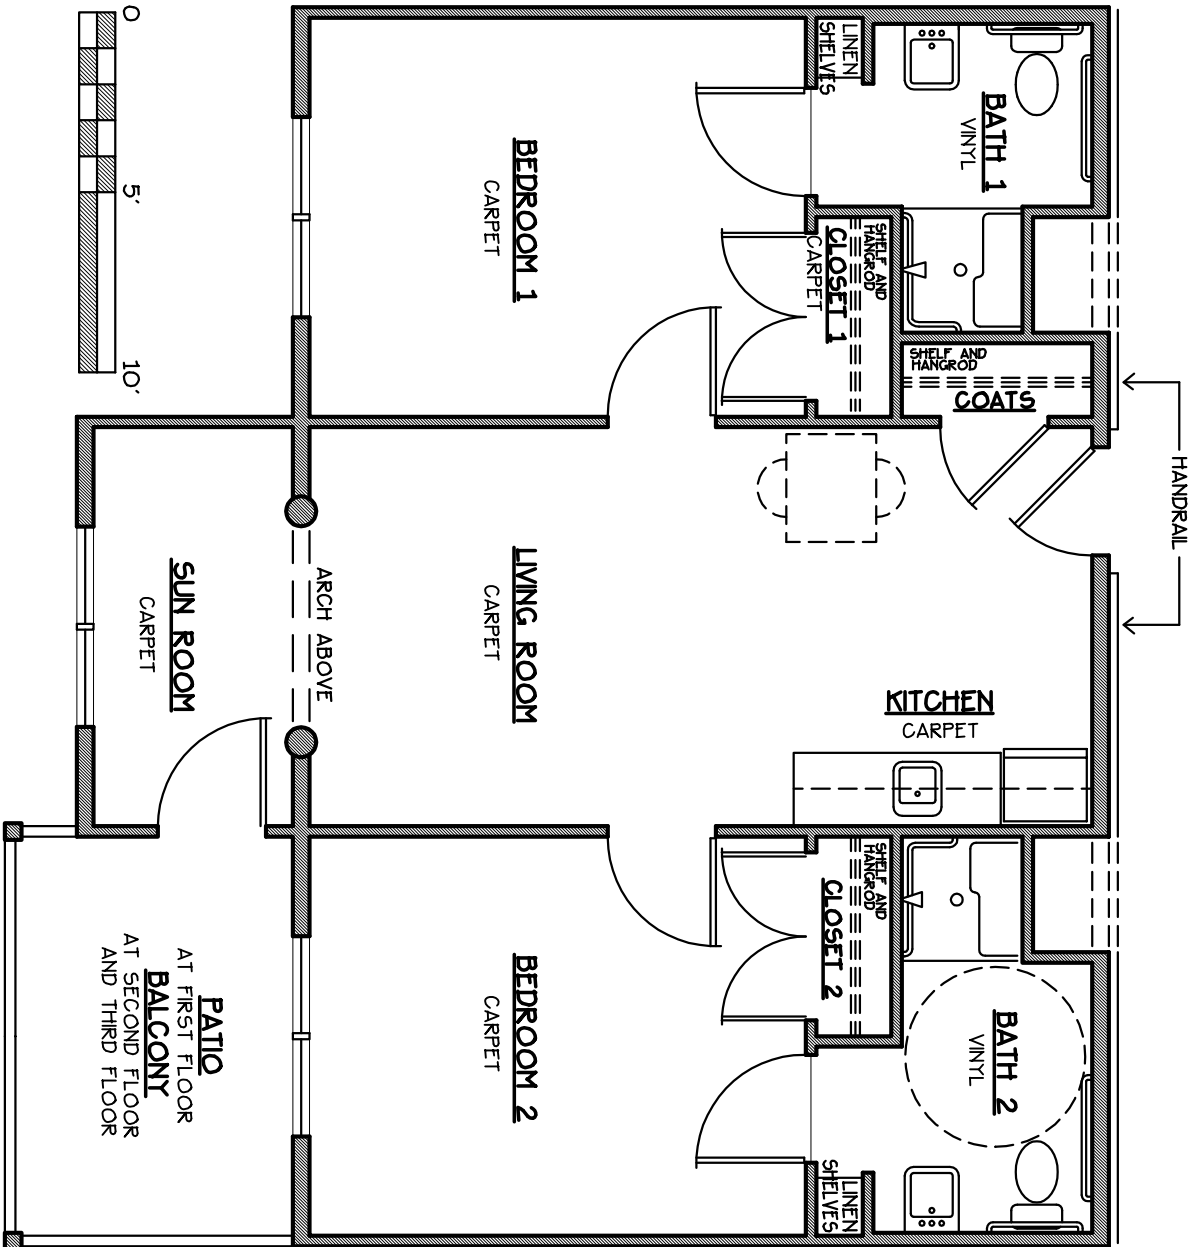 HANDRAIL
BATH 1
VINYL
LINEN
SHELVES
SHELF AND
HANGROD
CLOSET 1
CARPET
SHELF AND
HANGROD
COATS
KITCHEN
CARPET
SHELF AND
HANGROD
CLOSET 2
BATH 2
VINYL
LINEN
SHELVES
BEDROOM 1
CARPET
LIVING ROOM
CARPET
BEDROOM 2
CARPET
ARCH ABOVE
SUN ROOM
CARPET
PATIO
AT FIRST FLOOR
BALCONY
AT SECOND FLOOR
AND THIRD FLOOR
0 5' 10'